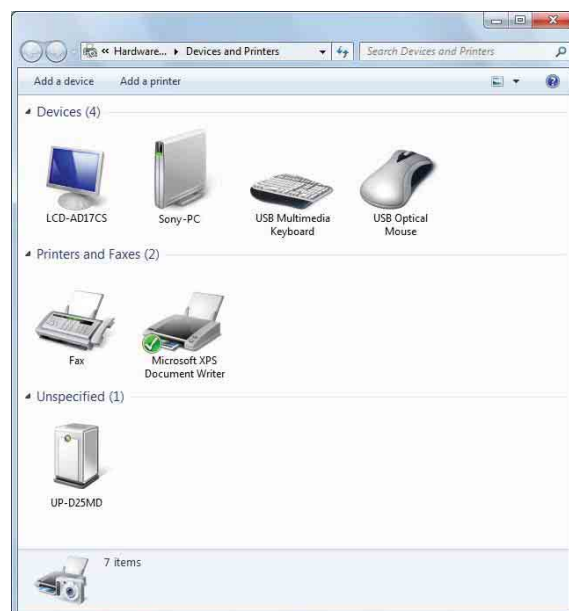 « Hardware... ▸ Devices and Printers
Search Devices and Printers
Add a device Add a printer
Devices (4)
LCD-AD17CS
Sony-PC
USB Multimedia
Keyboard
USB Optical
Mouse
Printers and Faxes (2)
Fax
Microsoft XPS
Document Writer
Unspecified (1)
UP-D25MD
7 items